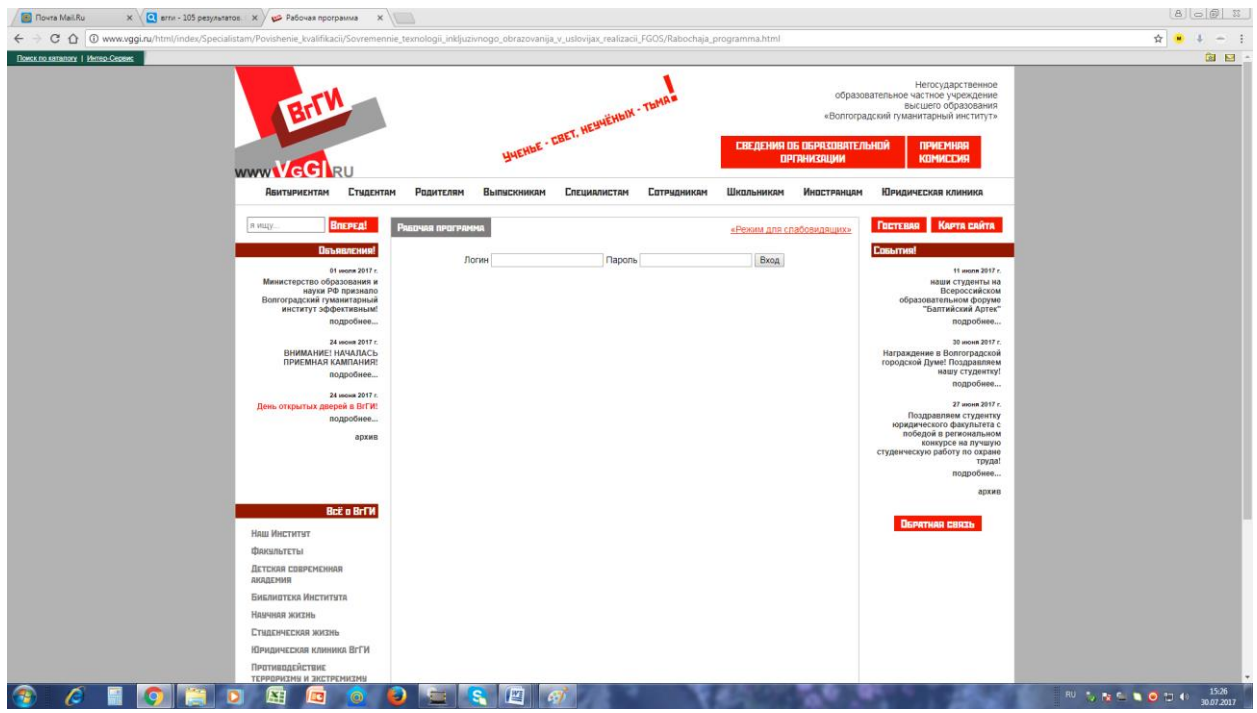 Почта Mail.Ru
вгги - 105 результатов.
Рабочая программа
www.vggi.ru/html/index/Specialistam/Povishenie_kvalifikacii/Sovremennie_texnologii_inkljuzivnogo_obrazovanija_v_uslovijax_realizacii_FGOS/Rabochaja_programma.html
Поиск по каталогу | Интер-Сервис
ВгГИ
www.VgGI.RU
Ученье - свет, неучёных - тьма!
Негосударственное
образовательное частное учреждение
высшего образования
«Волгоградский гуманитарный институт»
Сведения об образовательной
организации
Приемная
комиссия
Абитуриентам Студентам Родителям Выпускникам Специалистам Сотрудникам Школьникам Иностранцам Юридическая клиника
я ищу...
Вперед!
Объявления!
01 июля 2017 г.
Министерство образования и
науки РФ признало
Волгоградский гуманитарный
институт эффективным!
подробнее...
24 июня 2017 г.
ВНИМАНИЕ! НАЧАЛАСЬ
ПРИЕМНАЯ КАМПАНИЯ!
подробнее...
24 июня 2017 г.
День открытых дверей в ВгГИ!
подробнее...
архив
Всё о ВгГИ
Наш Институт
Факультеты
Детская современная
академия
Библиотека Института
Научная жизнь
Студенческая жизнь
Юридическая клиника ВгГИ
Противодействие
терроризму и экстремизму
Рабочая программа
«Режим для слабовидящих»
Логин
Пароль
Вход
Гостевая
Карта сайта
События!
11 июля 2017 г.
наши студенты на
Всероссийском
образовательном форуме
"Балтийский Артек"
подробнее...
30 июня 2017 г.
Награждение в Волгоградской
городской Думе! Поздравляем
нашу студентку!
подробнее...
27 июня 2017 г.
Поздравляем студентку
юридического факультета с
победой в региональном
конкурсе на лучшую
студенческую работу по охране
труда!
подробнее...
архив
Обратная связь
RU
15:26
30.07.2017